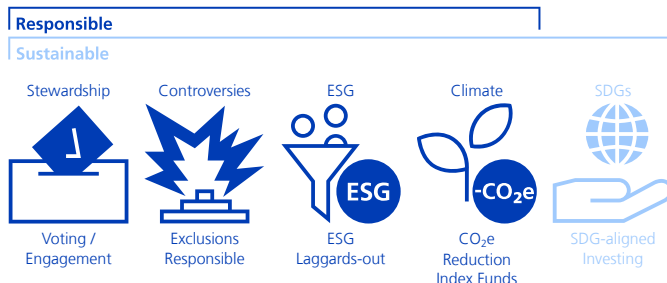 Responsible
Sustainable
Stewardship
Controversies
ESG
Climate
SDGs
ESG
-CO₂e
Voting /
Engagement
Exclusions
Responsible
ESG
Laggards-out
CO₂e
Reduction
Index Funds
SDG-aligned
Investing